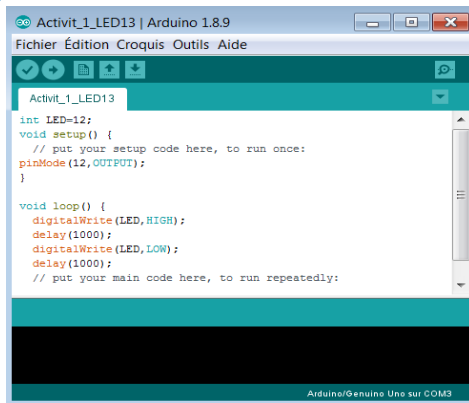 Activit_1_LED13 | Arduino 1.8.9
Fichier Édition Croquis Outils Aide
Activit_1_LED13
int LED=12;
void setup() {
  // put your setup code here, to run once:
pinMode(12,OUTPUT);
}

void loop() {
  digitalWrite(LED,HIGH);
  delay(1000);
  digitalWrite(LED,LOW);
  delay(1000);
  // put your main code here, to run repeatedly:
Arduino/Genuino Uno sur COM3